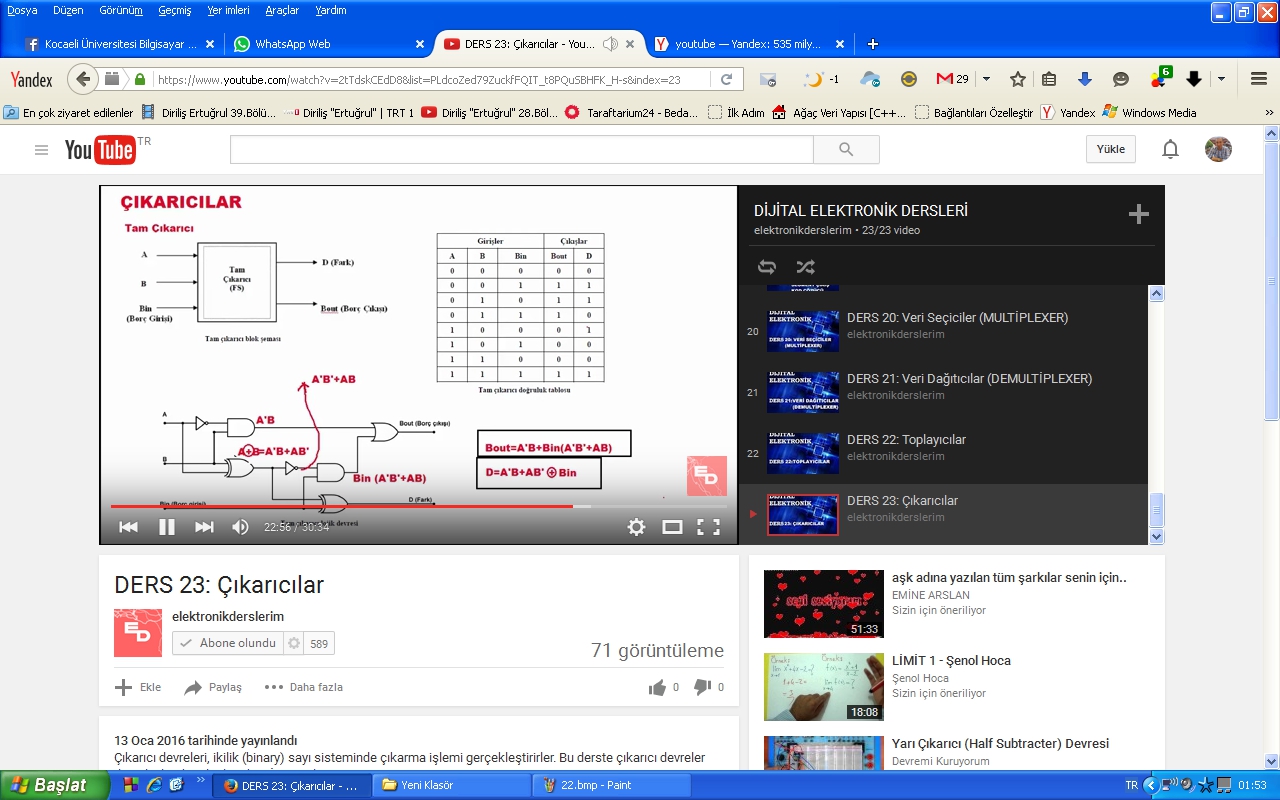 Dosya Düzen Görünüm Geçmiş Yer imleri Araçlar Yardım
Kocaeli Üniversitesi Bilgisayar ... WhatsApp Web DERS 23: Çıkarıcılar - You... youtube — Yandex: 535 mily...
Yandex https://www.youtube.com/watch?v=2tTdskCEdD8&list=PLdcoZed79ZuckfFQIT_t8PQuSBHFK_H-s&index=23 -1 29 6
En çok ziyaret edilenler Diriliş Ertuğrul 39.Bölü... Diriliş "Ertuğrul" | TRT 1 Diriliş "Ertuğrul" 28.Böl... Taraftarium24 - Beda... İlk Adım Ağaç Veri Yapısı [C++... Bağlantıları Özelleştir Yandex Windows Media
YouTube TR Yükle
ÇIKARICILAR
Tam Çıkarıcı
A
B
Bin
(Borç Girişi)
Tam
Çıkarıcı
(FS)
D (Fark)
Bout (Borç Çıkışı)
Tam çıkarıcı blok şeması
Girişler Çıkışlar
A B Bin Bout D
0 0 0 0 0
0 0 1 1 1
0 1 0 1 1
0 1 1 1 0
1 0 0 0 1
1 0 1 0 0
1 1 0 0 0
1 1 1 1 1
Tam çıkarıcı doğruluk tablosu
A'B'+AB
A
A'B
Bout (Borç çıkışı)
B
A+B=A'B+AB'
Bin (A'B'+AB)
Bin (Borç girişi)
D (Fark)
Bout=A'B+Bin(A'B'+AB)
D=A'B+AB' ⊕ Bin
ED
22:56 / 30:34
DİJİTAL ELEKTRONİK DERSLERİ
elektronikderslerim • 23/23 video
20 DERS 20: Veri Seçiciler (MULTİPLEXER)
elektronikderslerim
21 DERS 21: Veri Dağıtıcılar (DEMULTİPLEXER)
elektronikderslerim
22 DERS 22: Toplayıcılar
elektronikderslerim
DERS 23: Çıkarıcılar
elektronikderslerim
DERS 23: Çıkarıcılar
ED
elektronikderslerim
Abone olundu 589
71 görüntüleme
Ekle Paylaş Daha fazla 0 0
13 Oca 2016 tarihinde yayınlandı
Çıkarıcı devreleri, ikilik (binary) sayı sisteminde çıkarma işlemi gerçekleştirirler. Bu derste çıkarıcı devreler
aşk adına yazılan tüm şarkılar senin için..
EMİNE ARSLAN
Sizin için öneriliyor
51:33
LİMİT 1 - Şenol Hoca
Şenol Hoca
Sizin için öneriliyor
18:08
Yarı Çıkarıcı (Half Subtracter) Devresi
Devremi Kuruyorum
Başlat DERS 23: Çıkarıcılar - ... Yeni Klasör 22.bmp - Paint TR 01:53